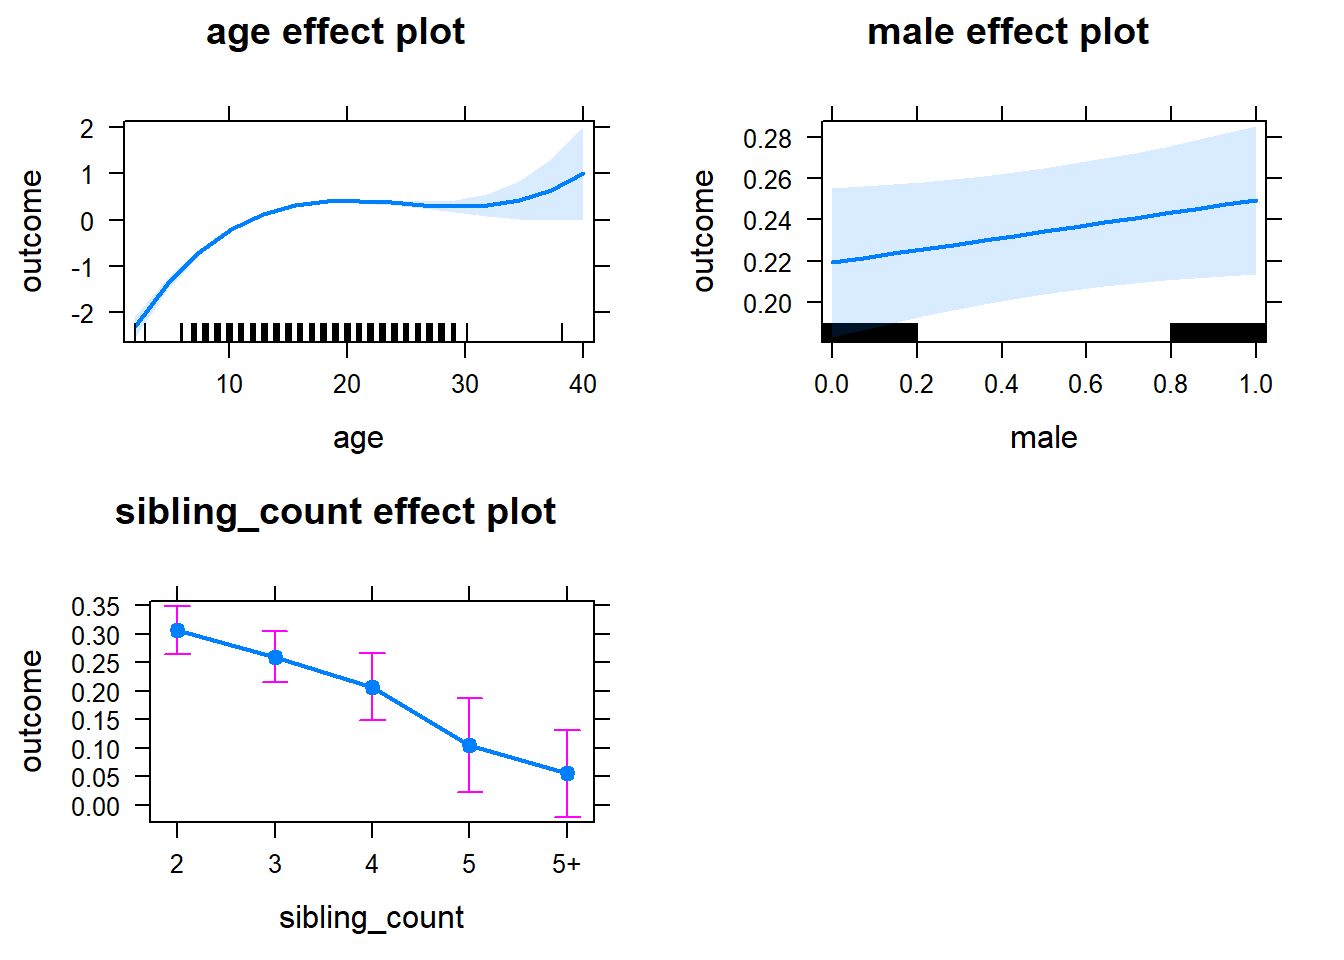 age effect plot
outcome
2
1
0
-1
-2
10 20 30 40
age
male effect plot
outcome
0.28
0.26
0.24
0.22
0.20
0.0 0.2 0.4 0.6 0.8 1.0
male
sibling_count effect plot
outcome
0.35
0.30
0.25
0.20
0.15
0.10
0.05
0.00
2 3 4 5 5+
sibling_count